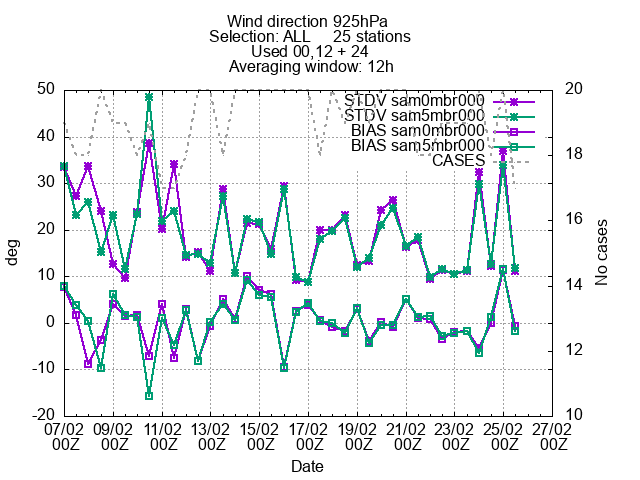 Wind direction 925hPa
Selection: ALL 25 stations
Used 00,12 + 24
Averaging window: 12h
STDV sam0mbr000
STDV sam5mbr000
BIAS sam0mbr000
BIAS sam5mbr000
CASES
50
40
30
20
10
0
-10
-20
deg
20
18
16
14
12
10
No cases
07/02 09/02 11/02 13/02 15/02 17/02 19/02 21/02 23/02 25/02 27/02
00Z 00Z 00Z 00Z 00Z 00Z 00Z 00Z 00Z 00Z 00Z
Date